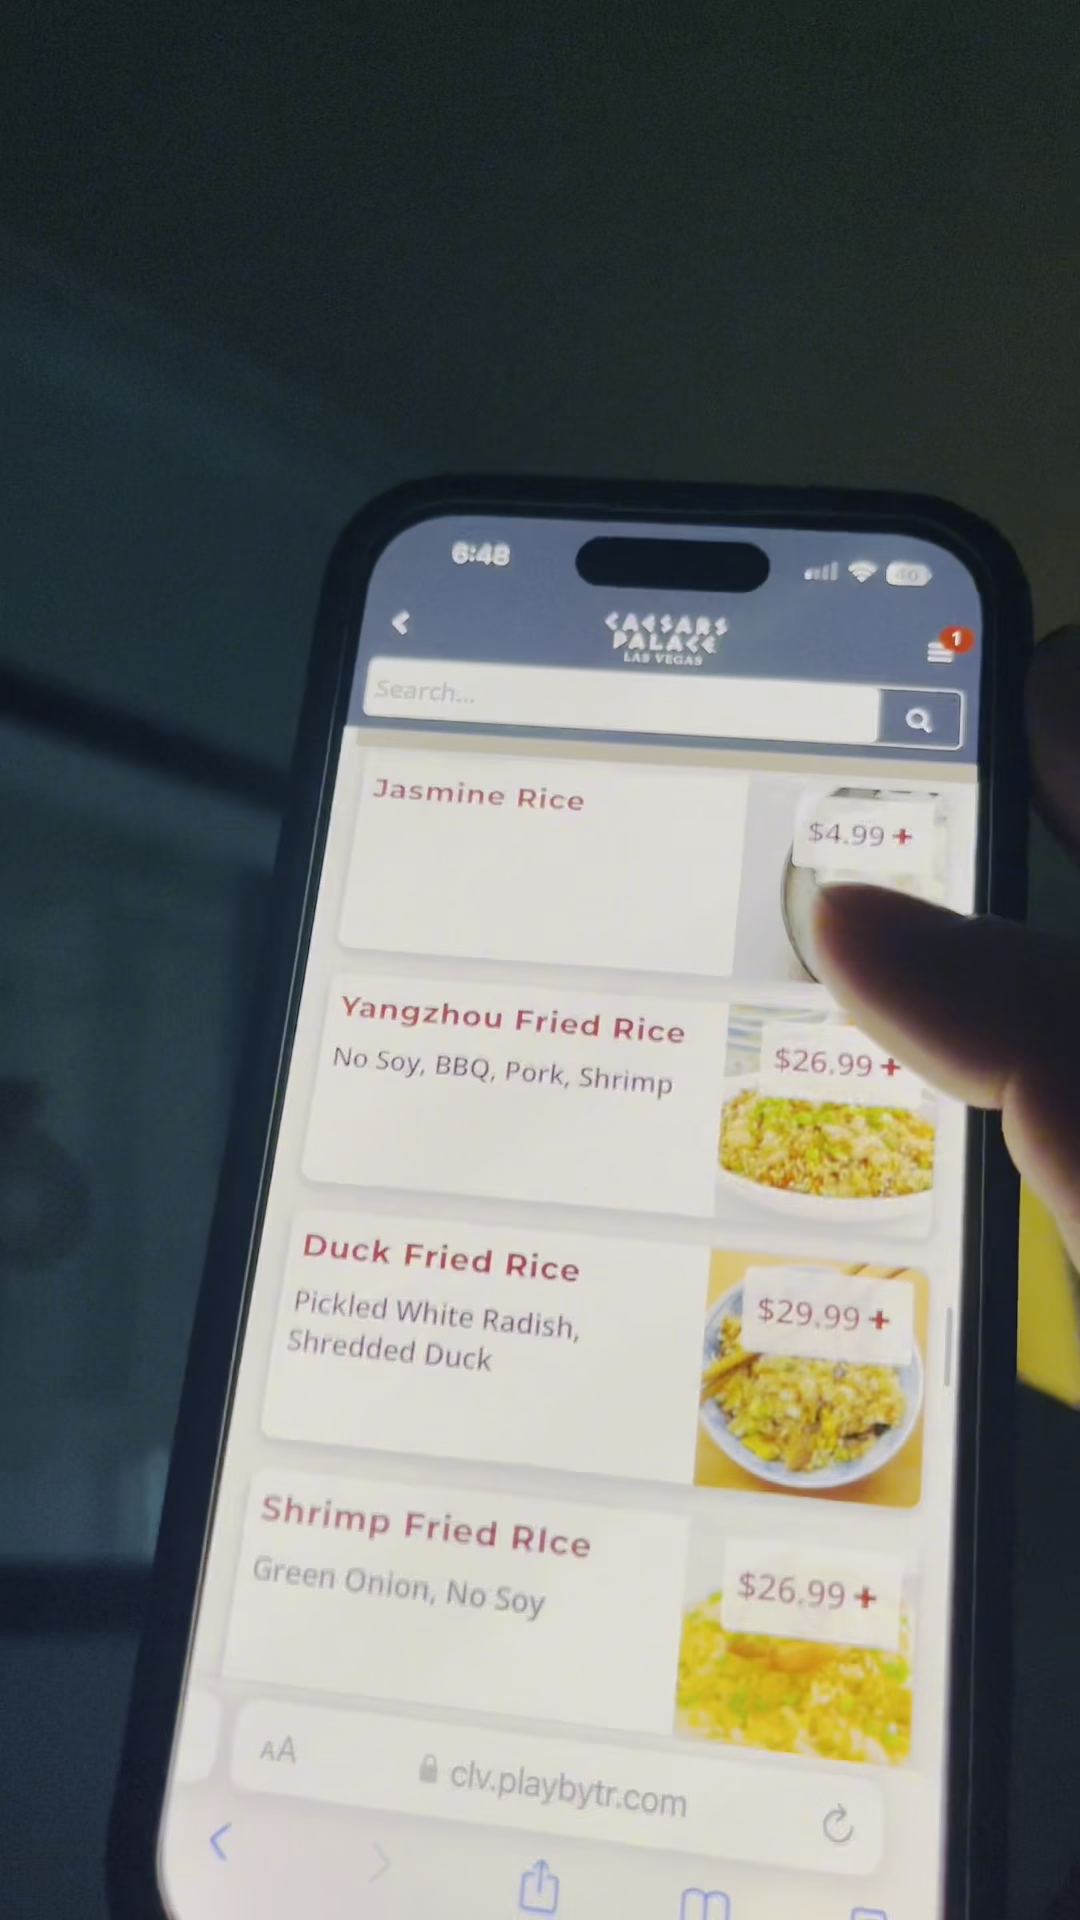 6:48
40
CAESARS
PALACE
LAS VEGAS
1
Search...
Jasmine Rice
$4.99+
Yangzhou Fried Rice
No Soy, BBQ, Pork, Shrimp
$26.99+
Duck Fried Rice
Pickled White Radish,
Shredded Duck
$29.99+
Shrimp Fried RIce
Green Onion, No Soy
$26.99+
AA
clv.playbytr.com